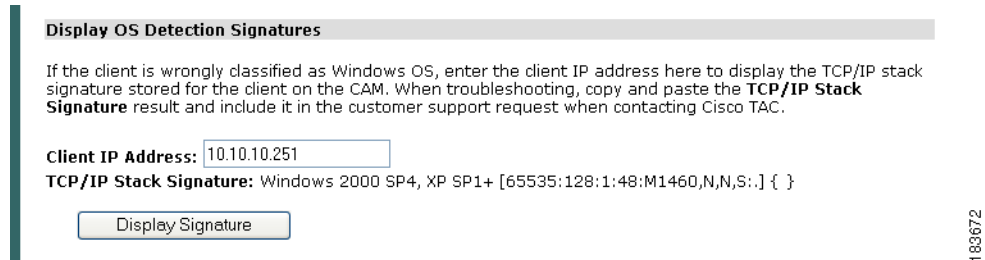 Display OS Detection Signatures
If the client is wrongly classified as Windows OS, enter the client IP address here to display the TCP/IP stack
signature stored for the client on the CAM. When troubleshooting, copy and paste the TCP/IP Stack
Signature result and include it in the customer support request when contacting Cisco TAC.
Client IP Address: 10.10.10.251
TCP/IP Stack Signature: Windows 2000 SP4, XP SP1+ [65535:128:1:48:M1460,N,N,S:.] { }
Display Signature
183672